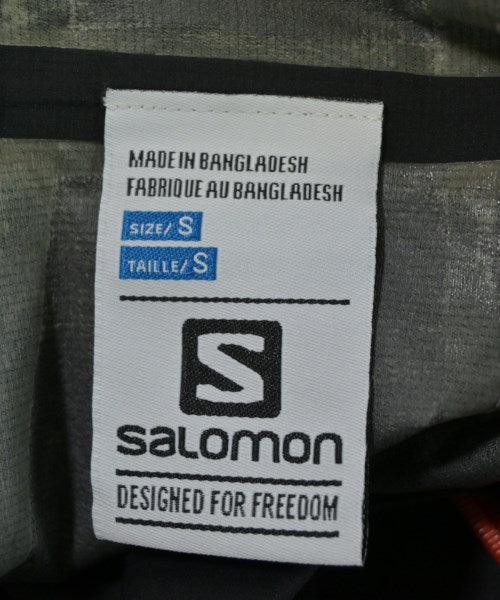 MADE IN BANGLADESH
FABRIQUE AU BANGLADESH
SIZE/ S
TAILLE/ S
S
salomon
DESIGNED FOR FREEDOM